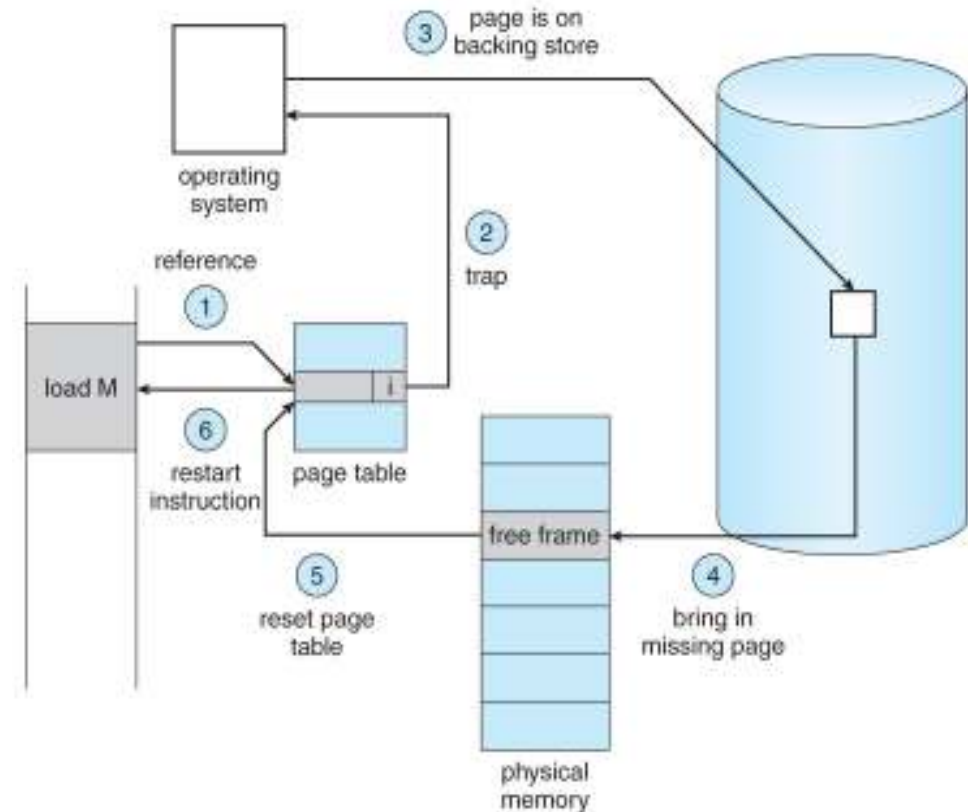 3
page is on
backing store
operating
system
2
trap
reference
1
load M
i
6
restart
instruction
page table
free frame
5
reset page
table
4
bring in
missing page
physical
memory